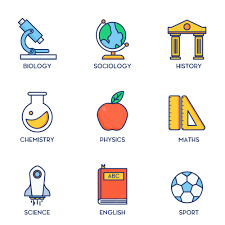 BIOLOGY
SOCIOLOGY
HISTORY
CHEMISTRY
PHYSICS
MATHS
SCIENCE
ABC
ENGLISH
SPORT